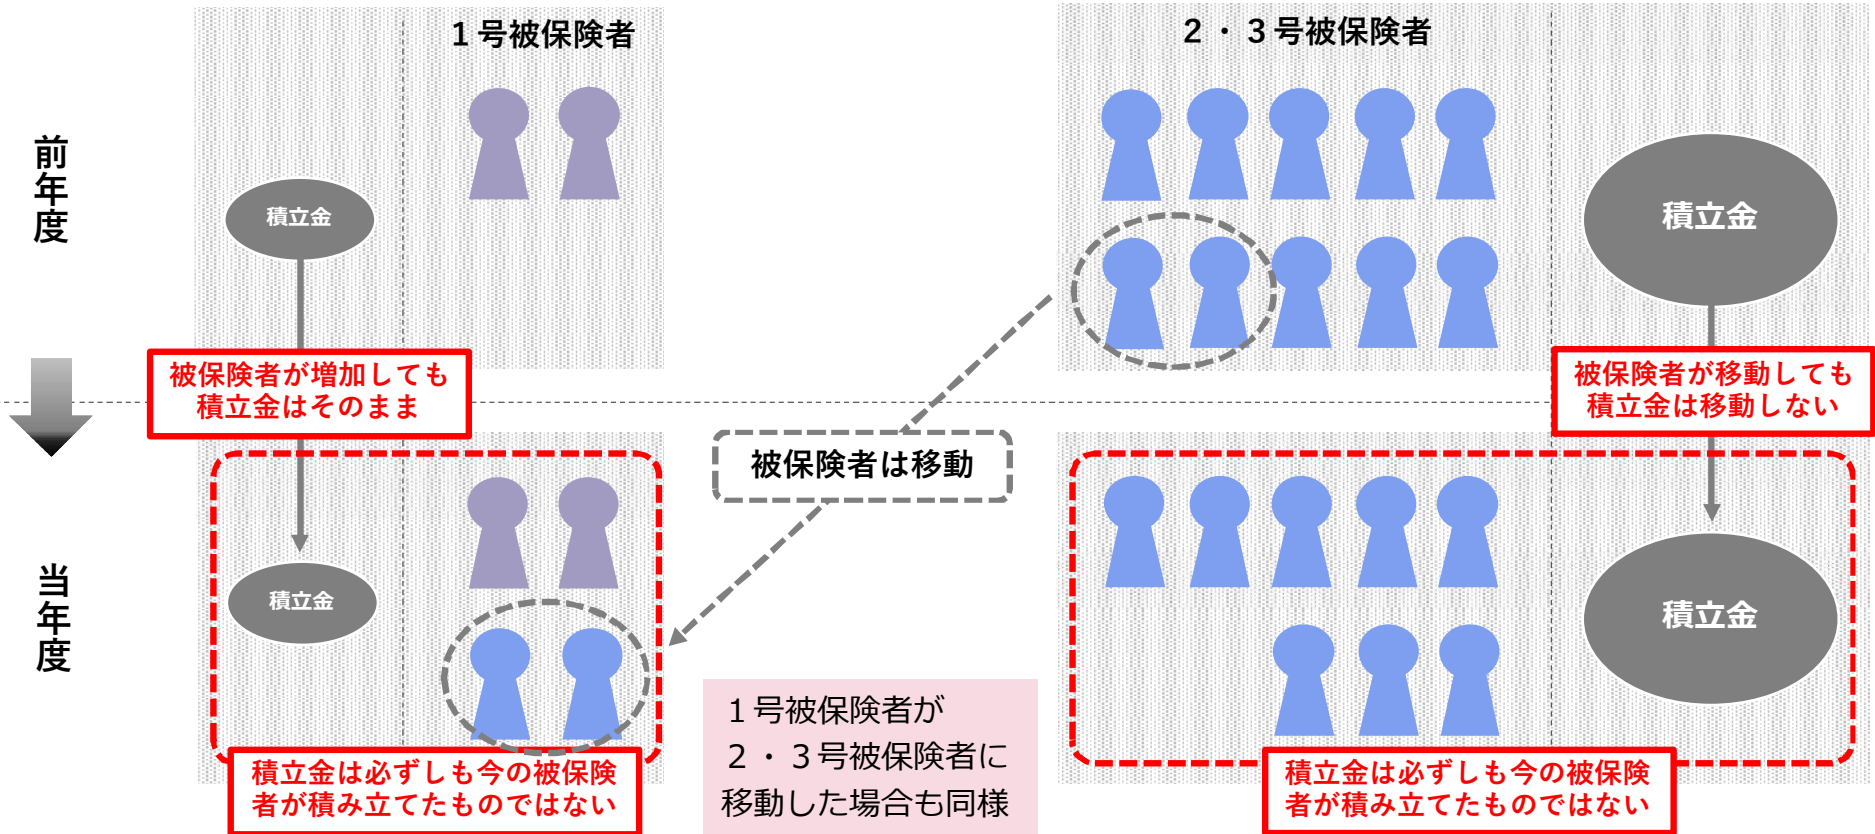 １号被保険者
２・３号被保険者
前年度
積立金
積立金
被保険者が増加しても
積立金はそのまま
被保険者が移動しても
積立金は移動しない
被保険者は移動
当年度
積立金
積立金
１号被保険者が
２・３号被保険者に
移動した場合も同様
積立金は必ずしも今の被保険
者が積み立てたものではない
積立金は必ずしも今の被保険
者が積み立てたものではない